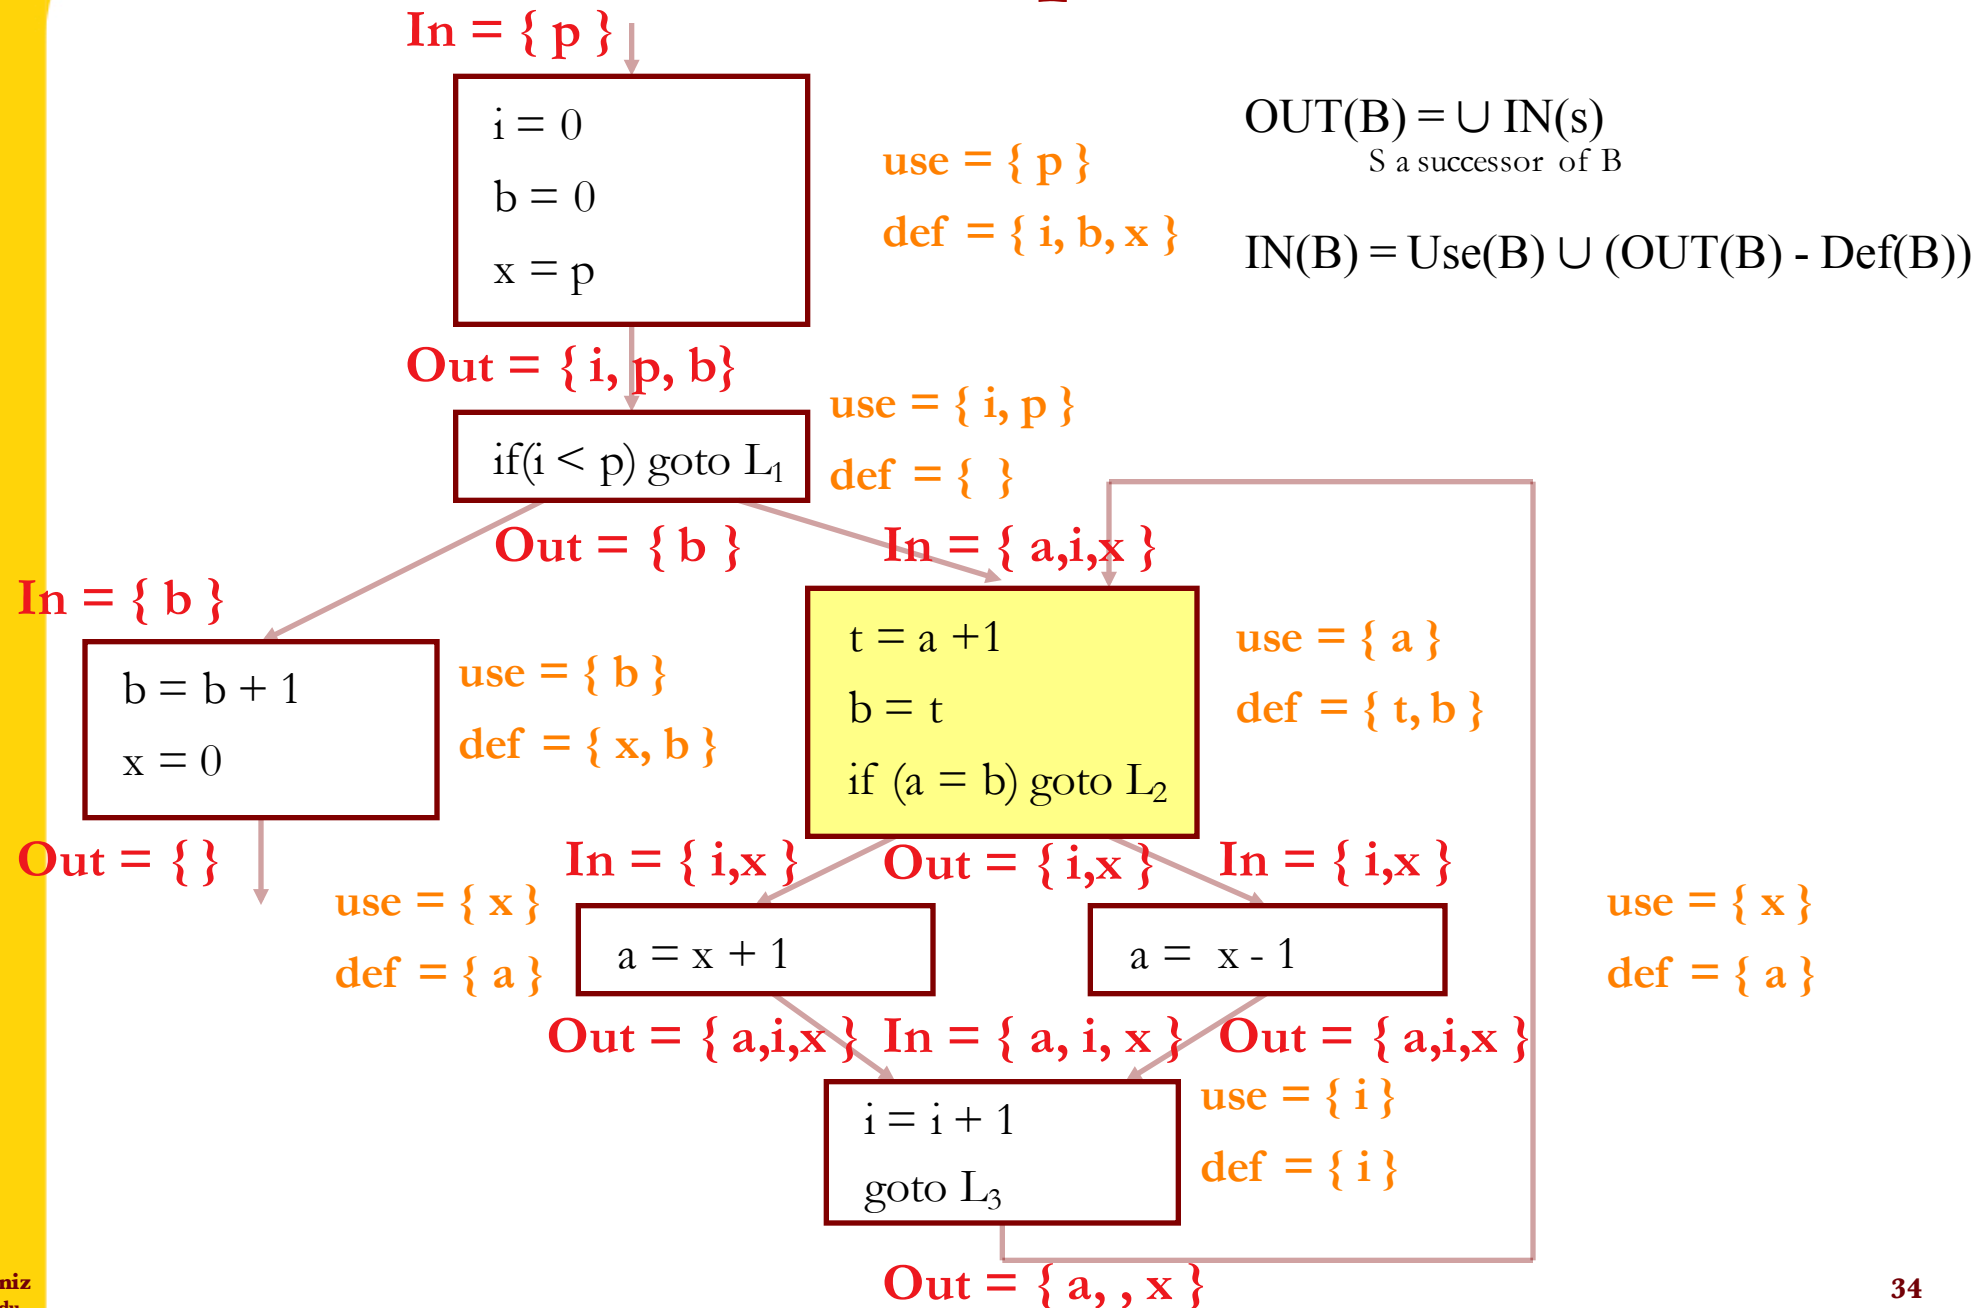 In = { p }
i = 0
b = 0
x = p
use = { p }
def = { i, b, x }
OUT(B) = ∪ IN(s)
S a successor of B
IN(B) = Use(B) ∪ (OUT(B) - Def(B))
Out = { i, p, b}
if(i < p) goto L₁
use = { i, p }
def = { }
Out = { b }
In = { a,i,x }
In = { b }
b = b + 1
x = 0
use = { b }
def = { x, b }
t = a +1
b = t
if (a = b) goto L₂
use = { a }
def = { t, b }
Out = { }
In = { i,x }
Out = { i,x }
In = { i,x }
use = { x }
def = { a }
a = x + 1
a = x - 1
use = { x }
def = { a }
Out = { a,i,x }
In = { a, i, x }
Out = { a,i,x }
i = i + 1
goto L₃
use = { i }
def = { i }
Out = { a, , x }
niz
34